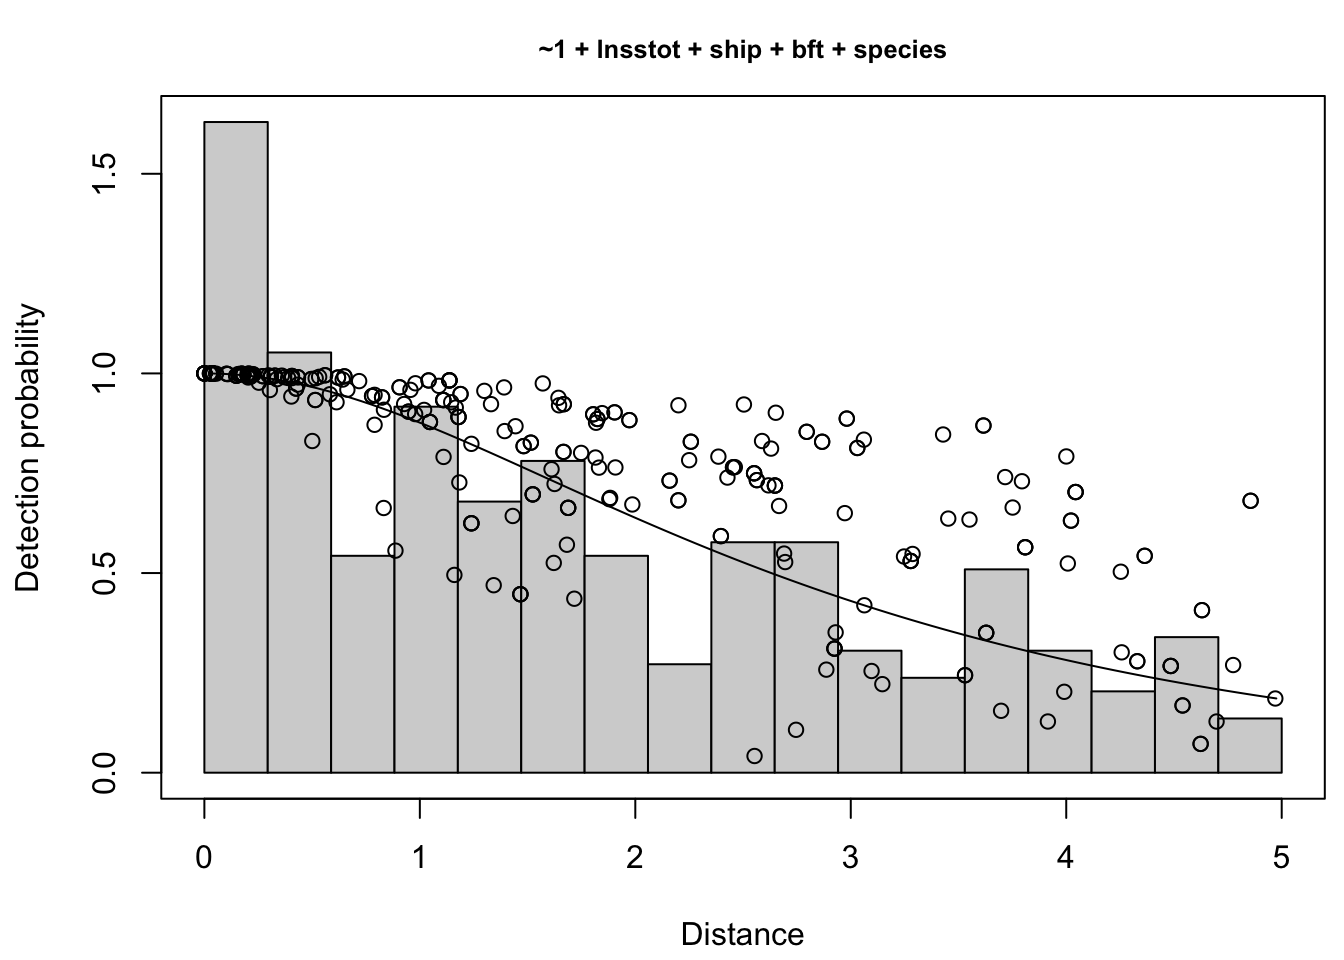 ~1 + lnsstot + ship + bft + species
Detection probability
1.5
1.0
0.5
0.0
0 1 2 3 4 5
Distance